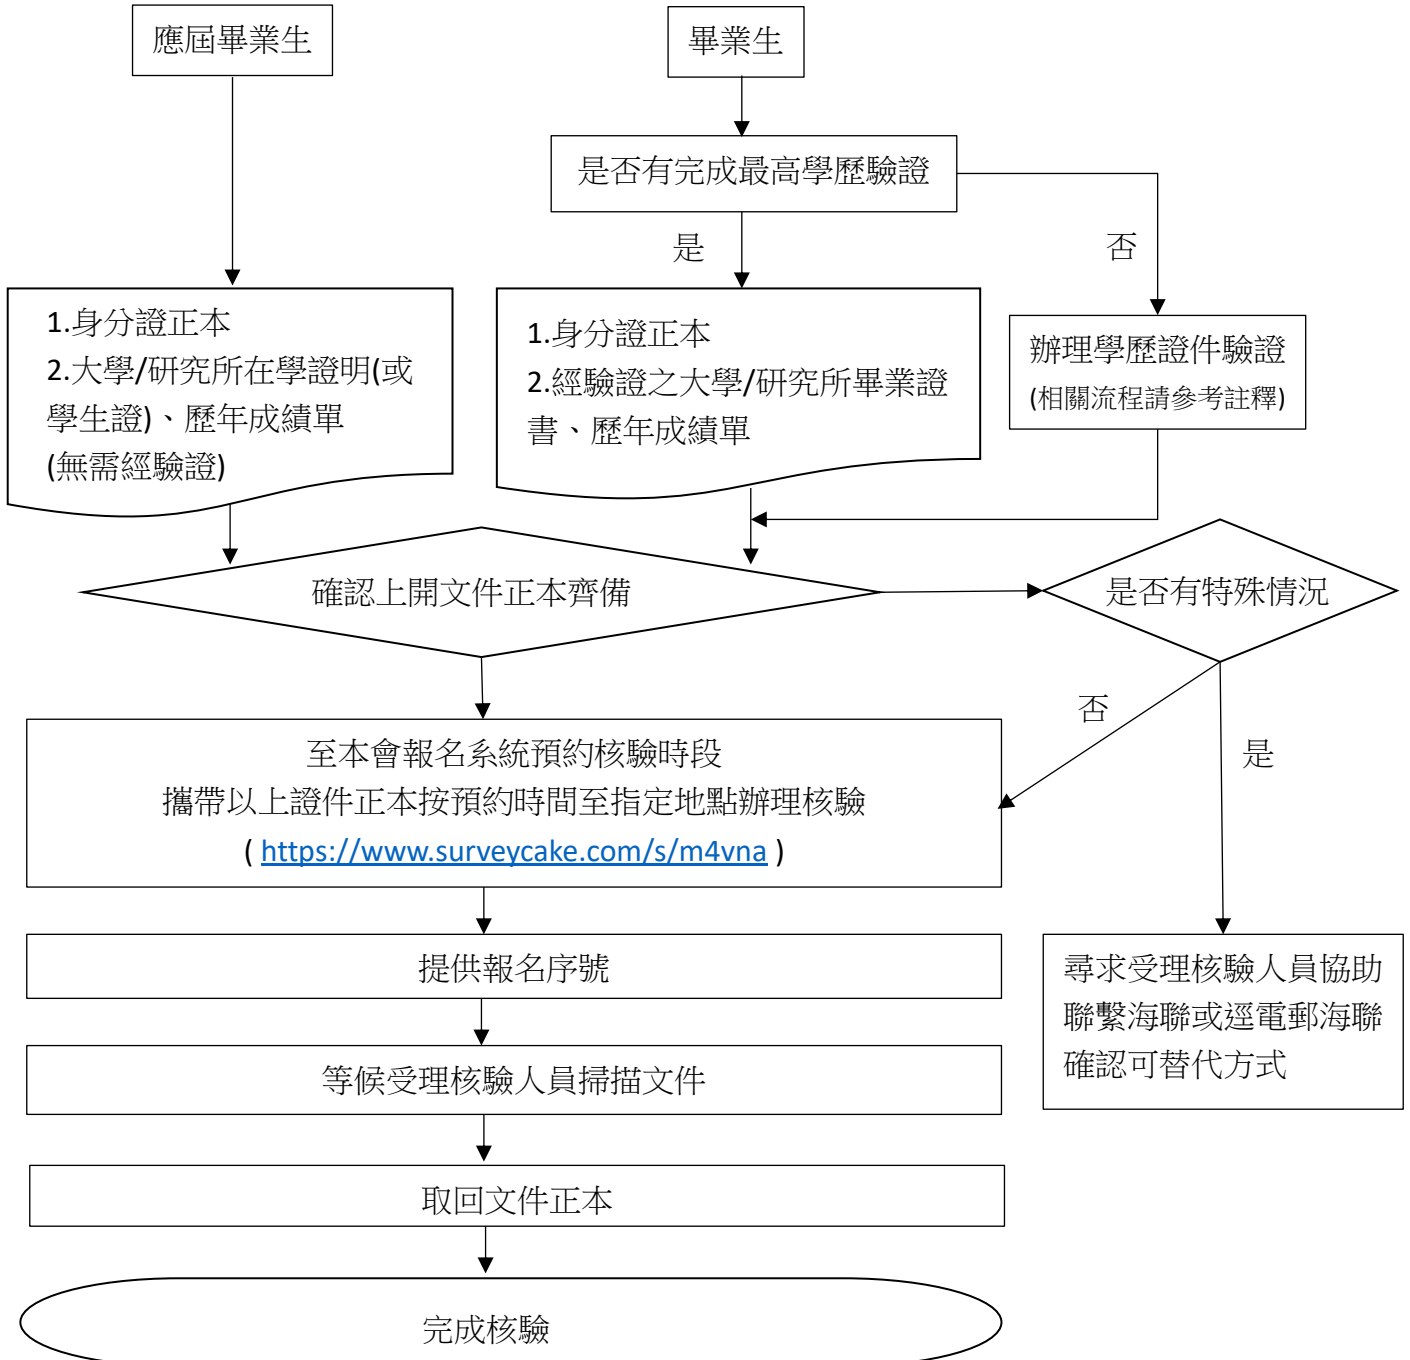 應屆畢業生
畢業生
是否有完成最高學歷驗證
是
否
1.身分證正本
2.大學/研究所在學證明(或
學生證)、歷年成績單
(無需經驗證)
1.身分證正本
2.經驗證之大學/研究所畢業證
書、歷年成績單
辦理學歷證件驗證
(相關流程請參考註釋)
確認上開文件正本齊備
是否有特殊情況
否
是
至本會報名系統預約核驗時段
攜帶以上證件正本按預約時間至指定地點辦理核驗
( https://www.surveycake.com/s/m4vna )
提供報名序號
尋求受理核驗人員協助
聯繫海聯或逕電郵海聯
確認可替代方式
等候受理核驗人員掃描文件
取回文件正本
完成核驗